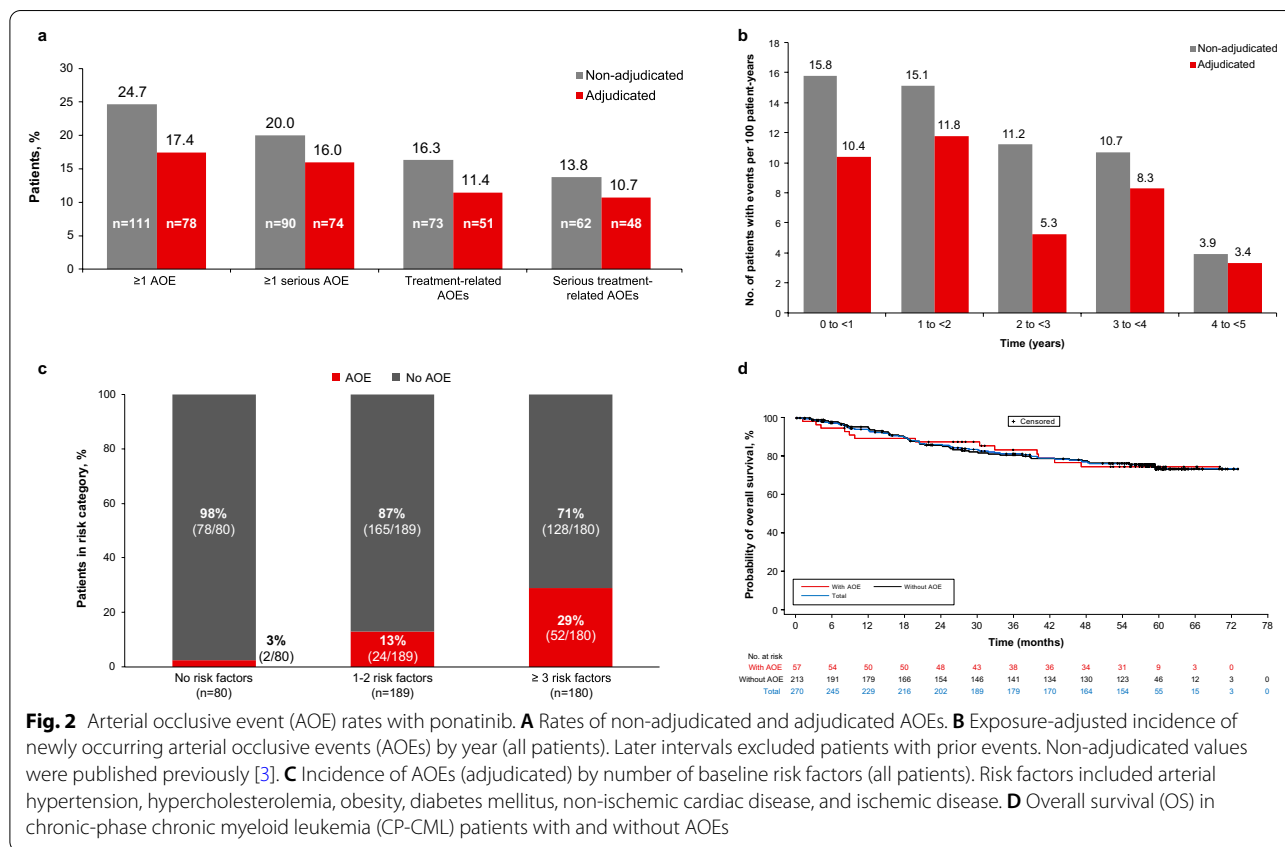 a
Patients, %
30
25
20
15
10
5
0
Non-adjudicated
Adjudicated
24.7
17.4
20.0
16.0
16.3
11.4
13.8
10.7
n=111 n=78 n=90 n=74 n=73 n=51 n=62 n=48
≥1 AOE ≥1 serious AOE Treatment-related Serious treatment-
AOEs related AOEs
b
No. of patients with events per 100 patient-years
18
16
14
12
10
8
6
4
2
0
Non-adjudicated
Adjudicated
15.8
10.4
15.1
11.8
11.2
5.3
10.7
8.3
3.9
3.4
0 to <1 1 to <2 2 to <3 3 to <4 4 to <5
Time (years)
c
AOE No AOE
Patients in risk category, %
100
80
60
40
20
0
98%
(78/80)
3%
(2/80)
87%
(165/189)
13%
(24/189)
71%
(128/180)
29%
(52/180)
No risk factors 1-2 risk factors ≥ 3 risk factors
(n=80) (n=189) (n=180)
d
Probability of overall survival, %
100
80
60
40
20
0
Censored
With AOE Without AOE
Total
0 6 12 18 24 30 36 42 48 54 60 66 72 78
Time (months)
No. at risk
With AOE 57 54 50 50 48 43 38 36 34 31 9 3 0
Without AOE 213 191 179 166 154 146 141 134 130 123 46 12 3 0
Total 270 245 229 216 202 189 179 170 164 154 55 15 3 0
Fig. 2 Arterial occlusive event (AOE) rates with ponatinib. A Rates of non-adjudicated and adjudicated AOEs. B Exposure-adjusted incidence of
newly occurring arterial occlusive events (AOEs) by year (all patients). Later intervals excluded patients with prior events. Non-adjudicated values
were published previously [3]. C Incidence of AOEs (adjudicated) by number of baseline risk factors (all patients). Risk factors included arterial
hypertension, hypercholesterolemia, obesity, diabetes mellitus, non-ischemic cardiac disease, and ischemic disease. D Overall survival (OS) in
chronic-phase chronic myeloid leukemia (CP-CML) patients with and without AOEs